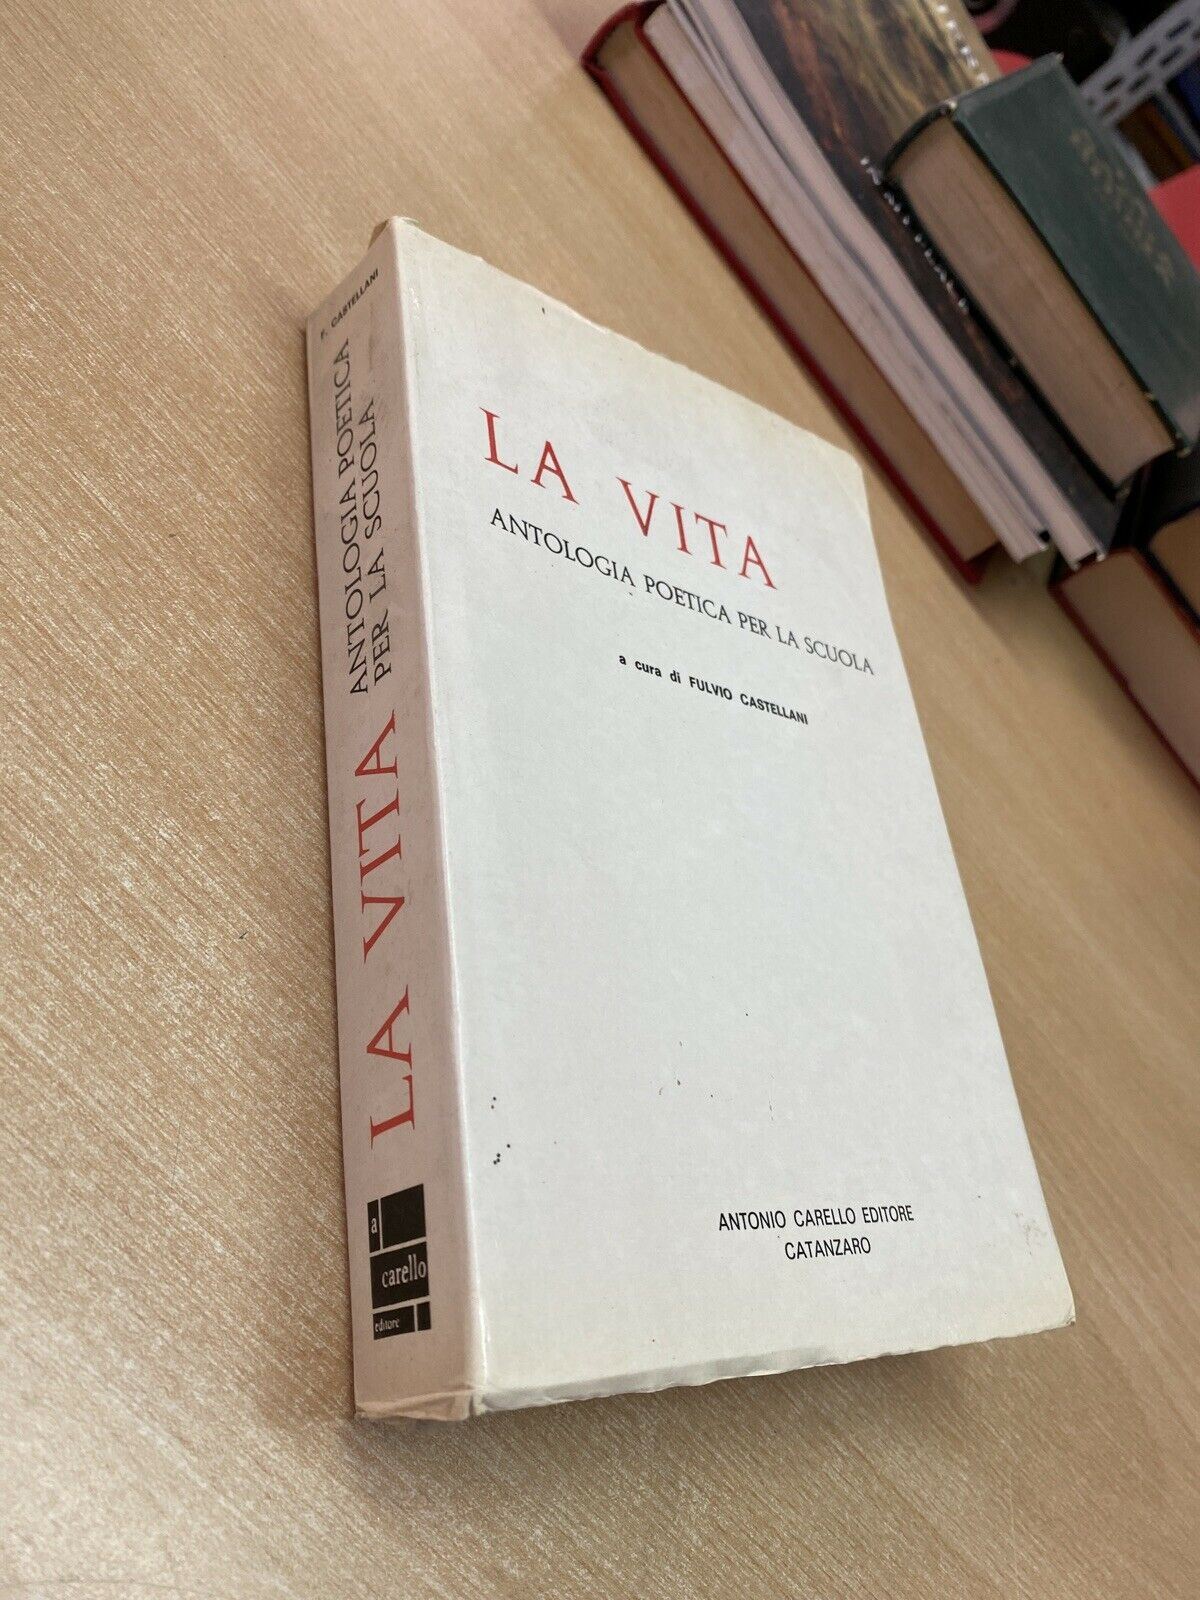 F. CASTELLANI
ANTOLOGIA POETICA
PER LA SCUOLA
LA VITA
a
carello
editore
LA VITA
ANTOLOGIA POETICA PER LA SCUOLA
a cura di FULVIO CASTELLANI
ANTONIO CARELLO EDITORE
CATANZARO